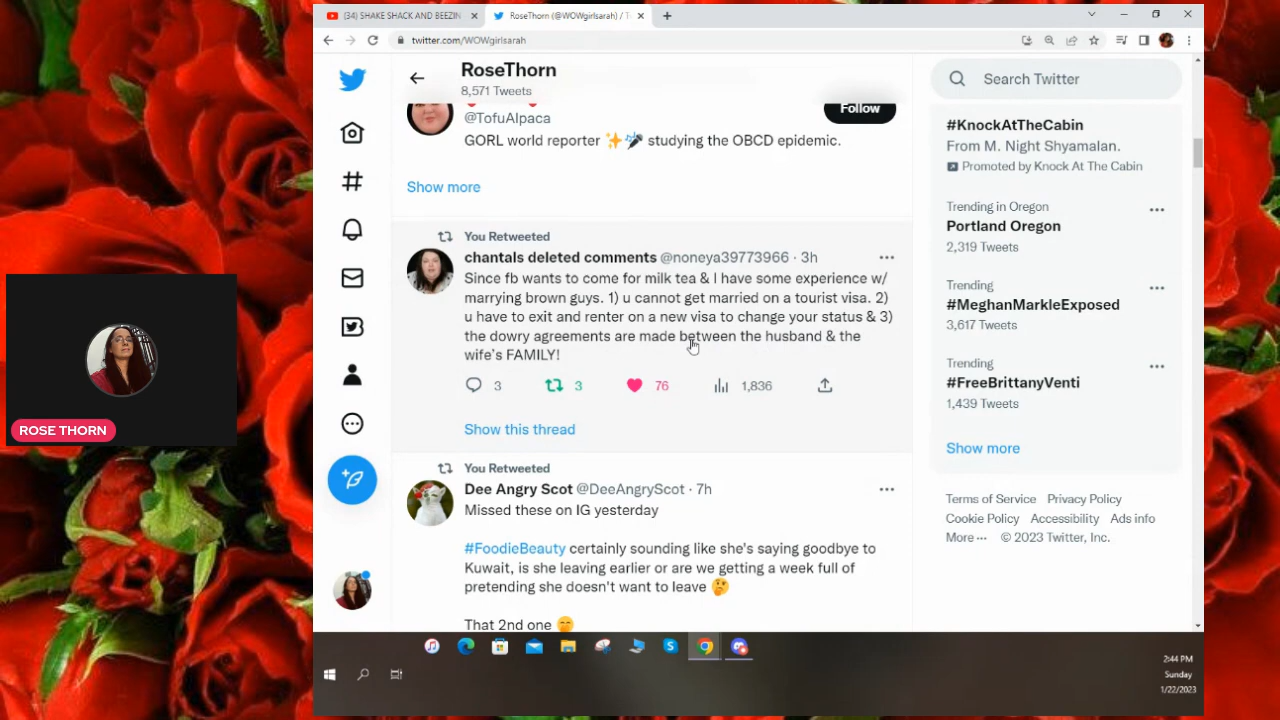 (34) SHAKE SHACK AND BEEZIN
RoseThorn (@WOWgirlsarah) / T
twitter.com/WOWgirlsarah
RoseThorn
8,571 Tweets
@TofuAlpaca
Follow
GORL world reporter ✨🎤 studying the OBCD epidemic.
Show more
You Retweeted
chantals deleted comments @noneya39773966 · 3h
Since fb wants to come for milk tea & I have some experience w/
marrying brown guys. 1) u cannot get married on a tourist visa. 2)
u have to exit and renter on a new visa to change your status & 3)
the dowry agreements are made between the husband & the
wife's FAMILY!
3 3 76 1,836
Show this thread
You Retweeted
Dee Angry Scot @DeeAngryScot · 7h
Missed these on IG yesterday
#FoodieBeauty certainly sounding like she's saying goodbye to
Kuwait, is she leaving earlier or are we getting a week full of
pretending she doesn't want to leave 🤔
That 2nd one 🤭
Search Twitter
#KnockAtTheCabin
From M. Night Shyamalan.
Promoted by Knock At The Cabin
Trending in Oregon
Portland Oregon
2,319 Tweets
Trending
#MeghanMarkleExposed
3,617 Tweets
Trending
#FreeBrittanyVenti
1,439 Tweets
Show more
Terms of Service Privacy Policy
Cookie Policy Accessibility Ads info
More ··· © 2023 Twitter, Inc.
ROSE THORN
2:44 PM
Sunday
1/22/2023